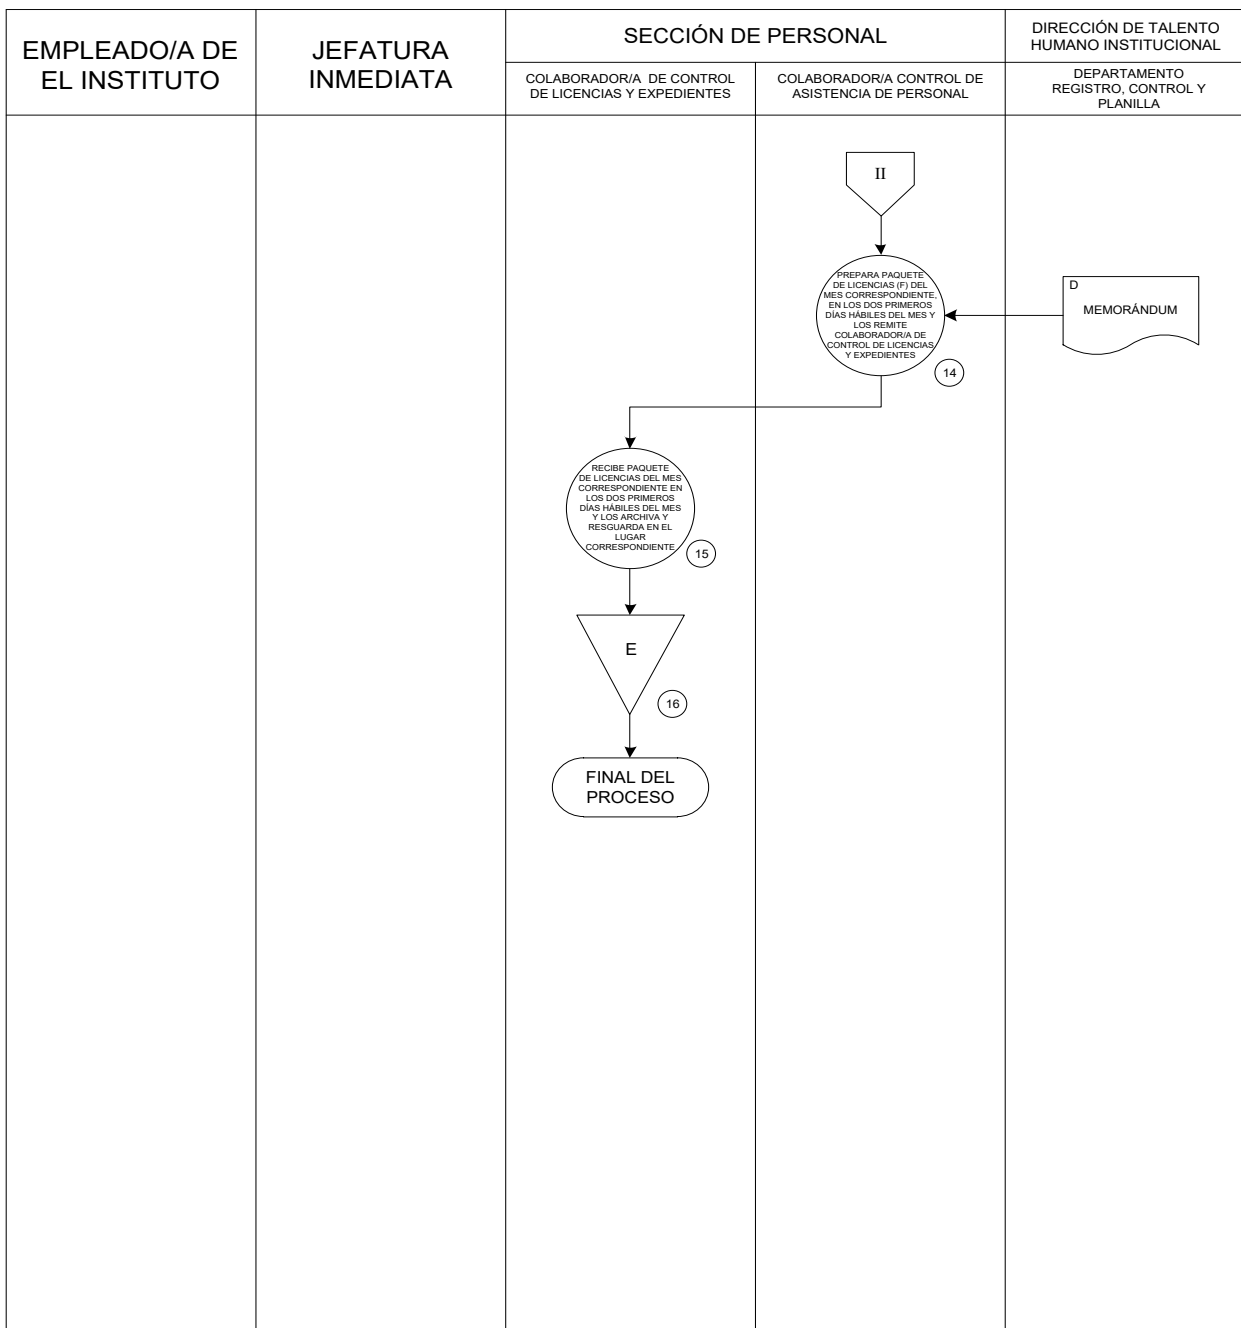 EMPLEADO/A DE
EL INSTITUTO
JEFATURA
INMEDIATA
SECCIÓN DE PERSONAL
DIRECCIÓN DE TALENTO
HUMANO INSTITUCIONAL
COLABORADOR/A DE CONTROL
DE LICENCIAS Y EXPEDIENTES
COLABORADOR/A CONTROL DE
ASISTENCIA DE PERSONAL
DEPARTAMENTO
REGISTRO, CONTROL Y
PLANILLA
II
PREPARA PAQUETE
DE LICENCIAS (F) DEL
MES CORRESPONDIENTE,
EN LOS DOS PRIMEROS
DÍAS HÁBILES DEL MES Y
LOS REMITE
COLABORADOR/A DE
CONTROL DE LICENCIAS
Y EXPEDIENTES
14
D
MEMORÁNDUM
RECIBE PAQUETE
DE LICENCIAS DEL MES
CORRESPONDIENTE EN
LOS DOS PRIMEROS
DÍAS HÁBILES DEL MES
Y LOS ARCHIVA Y
RESGUARDA EN EL
LUGAR
CORRESPONDIENTE
15
E
16
FINAL DEL
PROCESO